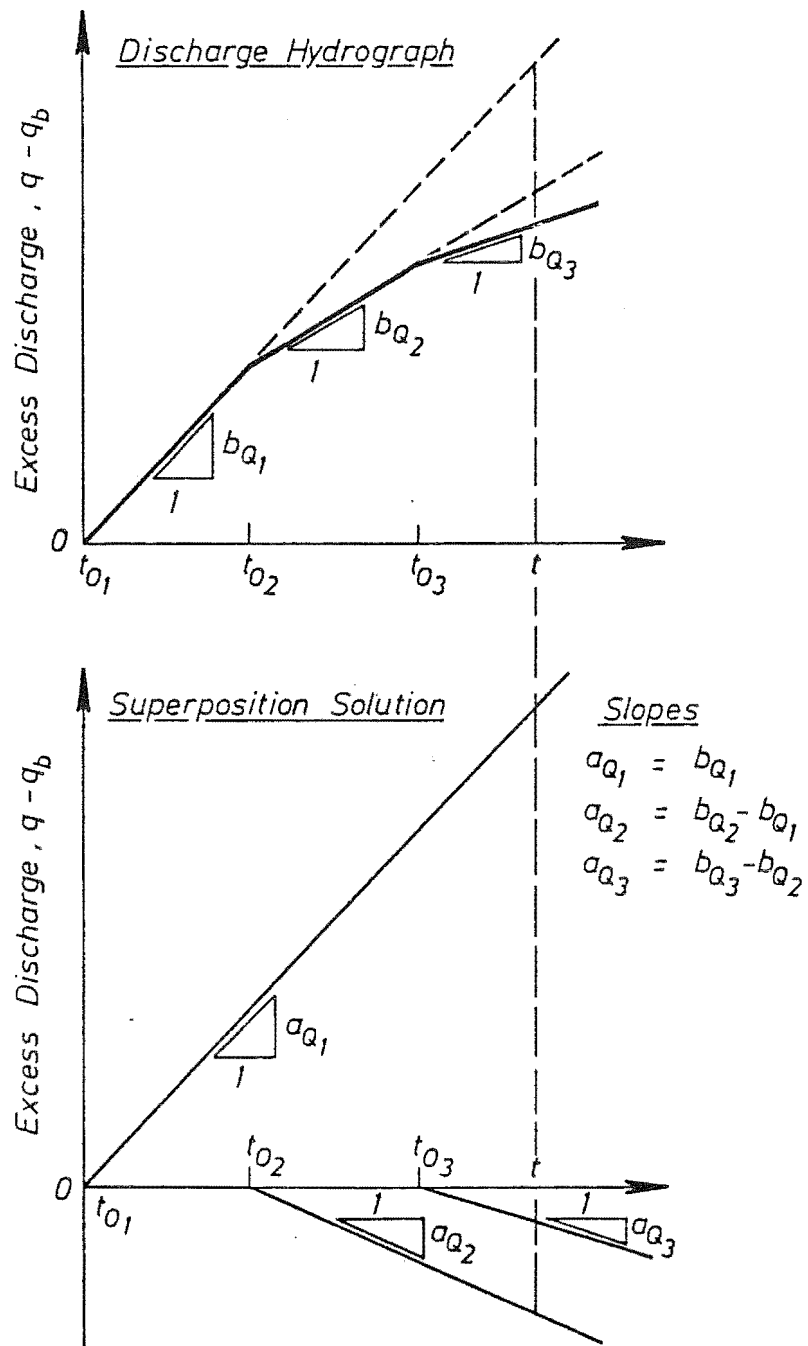 Discharge Hydrograph
Excess Discharge, q - q_b
b_Q1
1
b_Q2
1
b_Q3
1
0
t_O1
t_O2
t_O3
t
Superposition Solution
Slopes
a_Q1 = b_Q1
a_Q2 = b_Q2 - b_Q1
a_Q3 = b_Q3 - b_Q2
Excess Discharge, q - q_b
a_Q1
1
0
t_O1
t_O2
t_O3
t
1
a_Q2
1
a_Q3